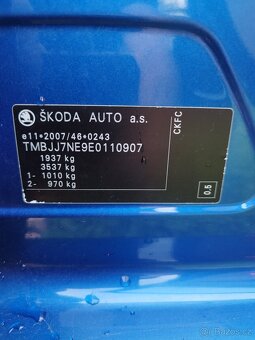 ŠKODA AUTO a.s.
e11*2007/46*0243
TMBJJ7NE9E0110907
1937 kg
3537 kg
1- 1010 kg
2- 970 kg
CKFC
0.5